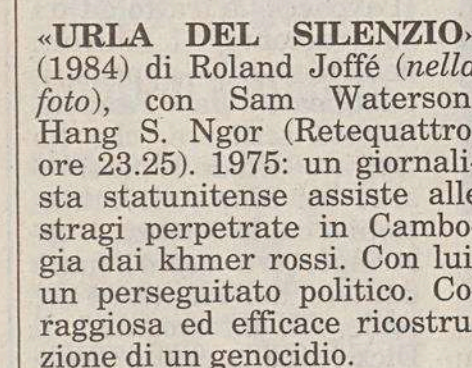 «URLA DEL SILENZIO»
(1984) di Roland Joffé (nella
foto), con Sam Waterson
Hang S. Ngor (Retequattro
ore 23.25). 1975: un giornali-
sta statunitense assiste alle
stragi perpetrate in Cambo-
gia dai khmer rossi. Con lui
un perseguitato politico. Co
raggiosa ed efficace ricostru
zione di un genocidio.